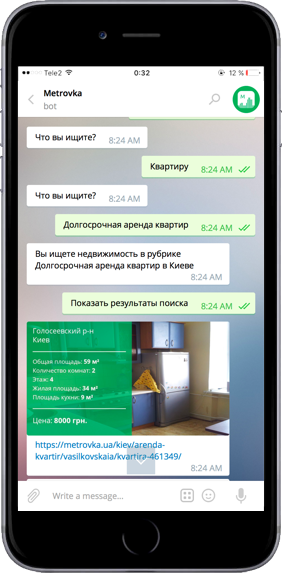 Tele2
0:32
12 %
Metrovka
bot
Что вы ищите?
8:24 AM
Квартиру
8:24 AM
Что вы ищите?
8:24 AM
Долгосрочная аренда квартир
8:24 AM
Вы ищете недвижимость в рубрике
Долгосрочная аренда квартир в Киеве
8:24 AM
Показать результаты поиска
8:24 AM
Голосеевский р-н
Киев
Общая площадь: 59 м²
Количество комнат: 2
Этаж: 4
Жилая площадь: 34 м²
Площадь кухни: 9 м²
Цена: 8000 грн.
https://metrovka.ua/kiev/arenda-
kvartir/vasilkovskaia/kvartira-461349/
8:24 AM
Write a message...